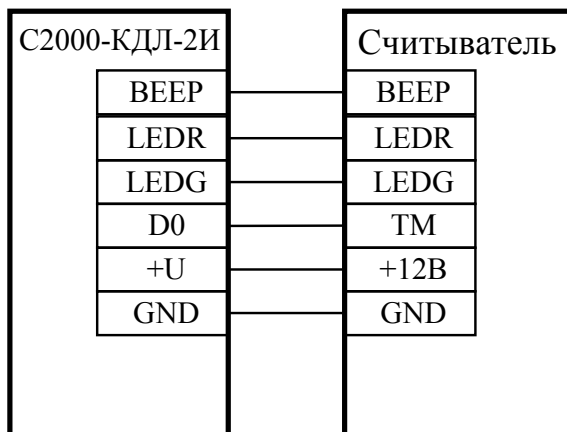 С2000-КДЛ-2И
Считыватель
BEEP
BEEP
LEDR
LEDR
LEDG
LEDG
D0
TM
+U
+12В
GND
GND